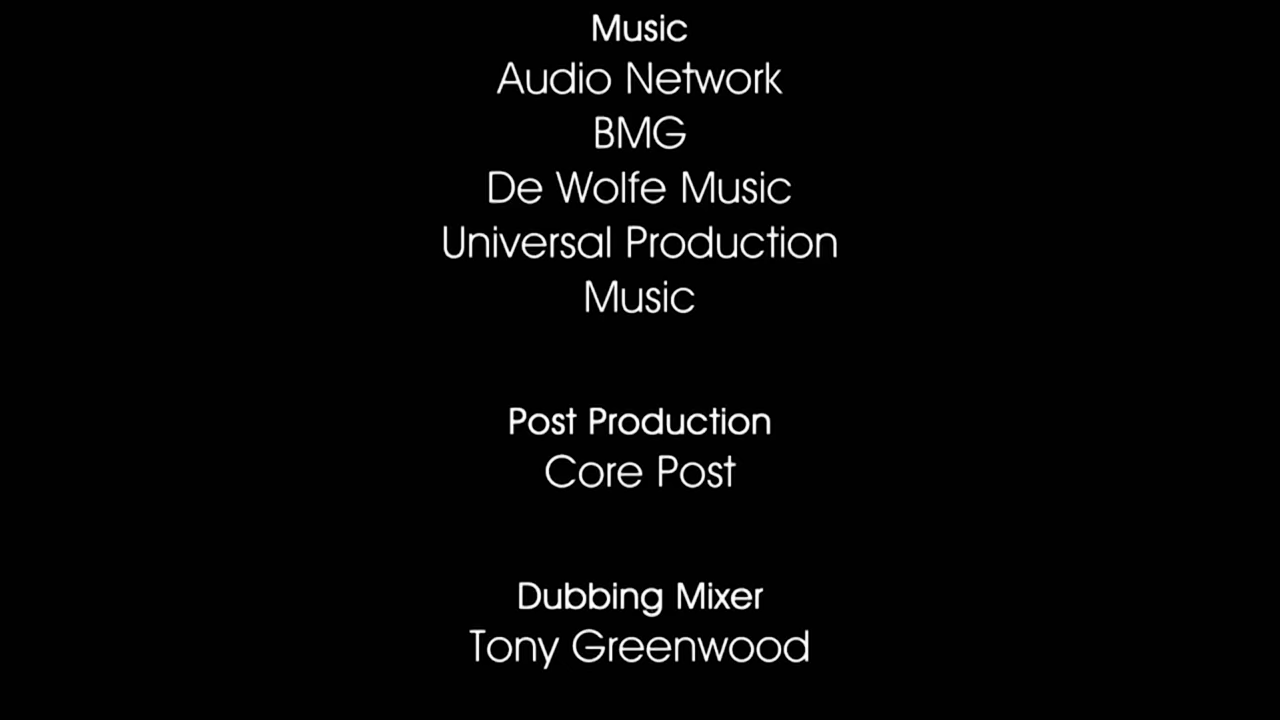 Music
Audio Network
BMG
De Wolfe Music
Universal Production
Music
Post Production
Core Post
Dubbing Mixer
Tony Greenwood